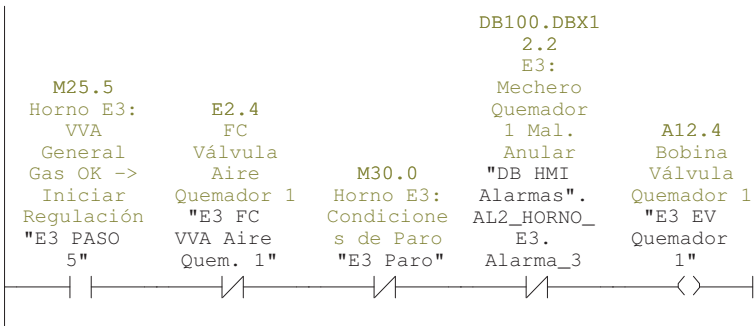 M25.5
Horno E3:
VVA
General
Gas OK ->
Iniciar
Regulación
"E3 PASO
5"
E2.4
FC
Válvula
Aire
Quemador 1
"E3 FC
VVA Aire
Quem. 1"
M30.0
Horno E3:
Condicione
s de Paro
"E3 Paro"
DB100.DBX1
2.2
E3:
Mechero
Quemador
1 Mal.
Anular
"DB HMI
Alarmas".
AL2_HORNO_
E3.
Alarma_3
A12.4
Bobina
Válvula
Quemador 1
"E3 EV
Quemador
1"